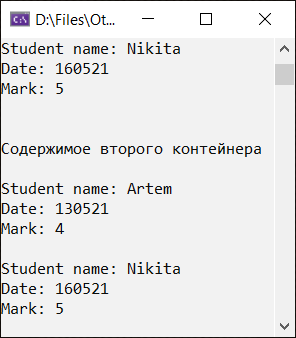 D:\Files\Ot...
Student name: Nikita
Date: 160521
Mark: 5
Содержимое второго контейнера
Student name: Artem
Date: 130521
Mark: 4
Student name: Nikita
Date: 160521
Mark: 5